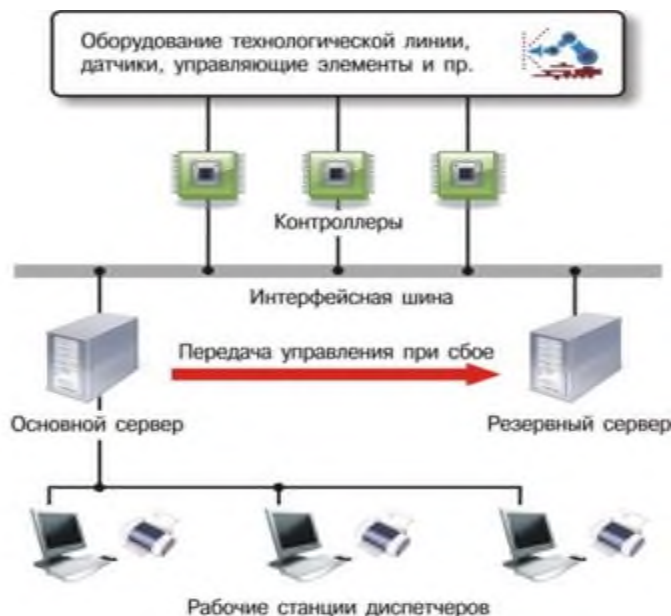 Оборудование технологической линии,
датчики, управляющие элементы и пр.
Контроллеры
Интерфейсная шина
Передача управления при сбое
Основной сервер
Резервный сервер
Рабочие станции диспетчеров